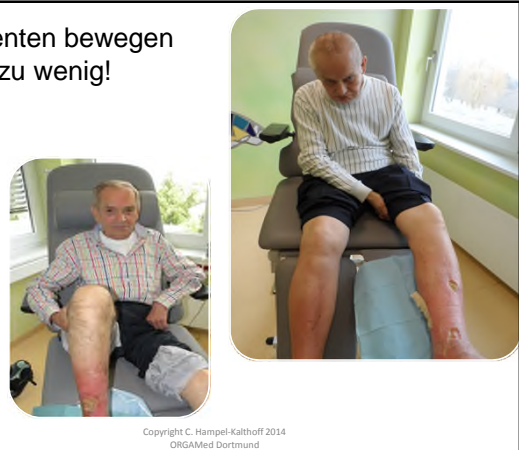 enten bewegen
zu wenig!
Copyright C. Hampel-Kalthoff 2014
ORGAMed Dortmund